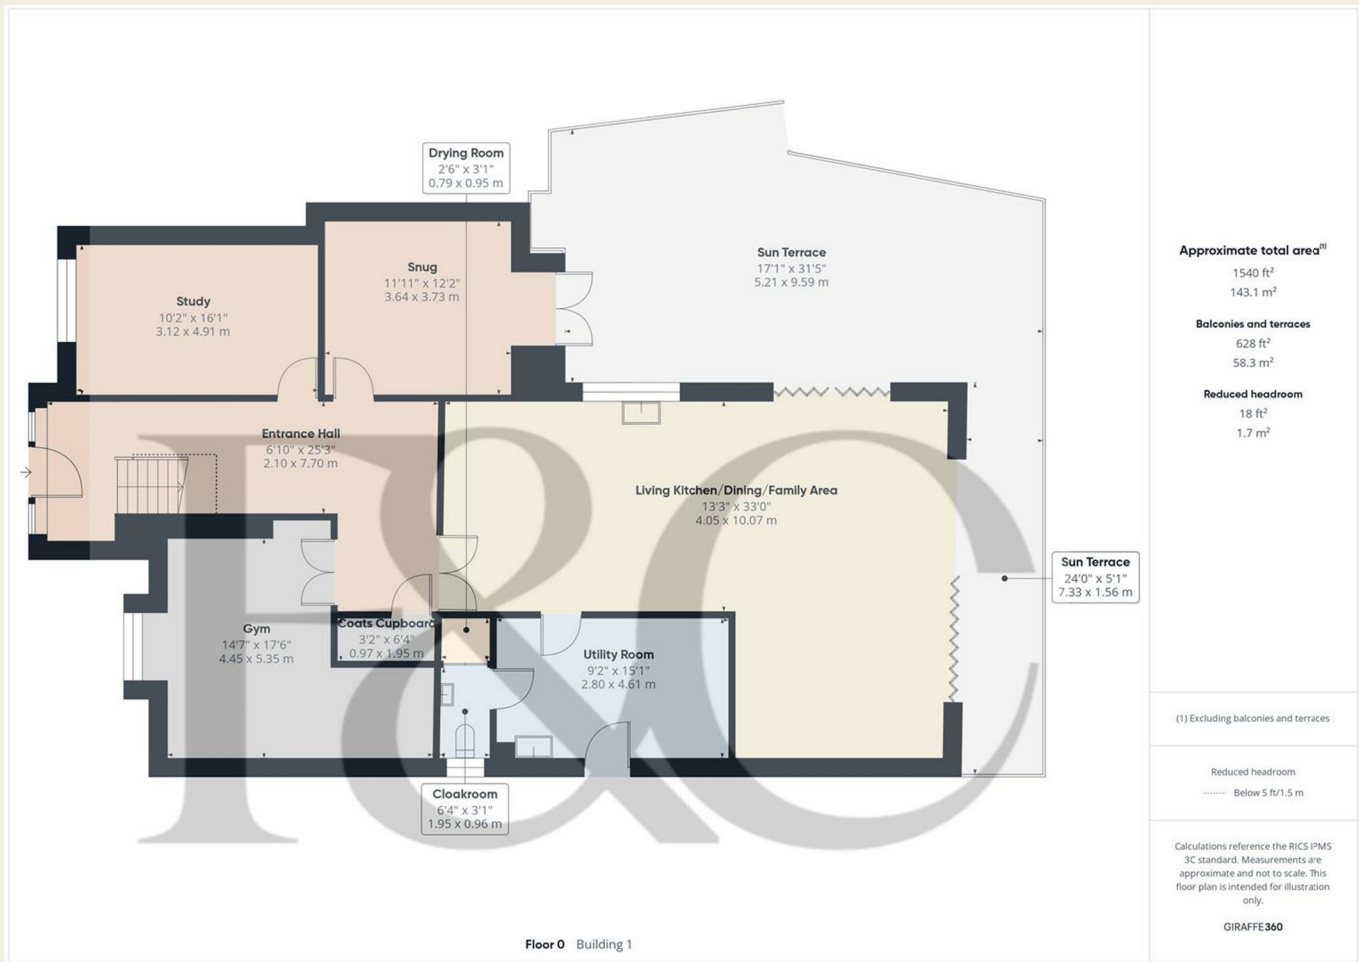 Drying Room
2'6" x 3'1"
0.79 x 0.95 m
Sun Terrace
17'1" x 31'5"
5.21 x 9.59 m
Snug
11'11" x 12'2"
3.64 x 3.73 m
Study
10'2" x 16'1"
3.12 x 4.91 m
Entrance Hall
6'10" x 25'3"
2.10 x 7.70 m
Living Kitchen/Dining/Family Area
13'3" x 33'0"
4.05 x 10.07 m
Sun Terrace
24'0" x 5'1"
7.33 x 1.56 m
Gym
14'7" x 17'6"
4.45 x 5.35 m
Coats Cupboard
3'2" x 6'4"
0.97 x 1.95 m
Utility Room
9'2" x 15'1"
2.80 x 4.61 m
Cloakroom
6'4" x 3'1"
1.95 x 0.96 m
F&C
Floor 0 Building 1
Approximate total area(1)
1540 ft²
143.1 m²
Balconies and terraces
628 ft²
58.3 m²
Reduced headroom
18 ft²
1.7 m²
(1) Excluding balconies and terraces
Reduced headroom
Below 5 ft/1.5 m
Calculations reference the RICS IPMS
3C standard. Measurements are
approximate and not to scale. This
floor plan is intended for illustration
only.
GIRAFFE360